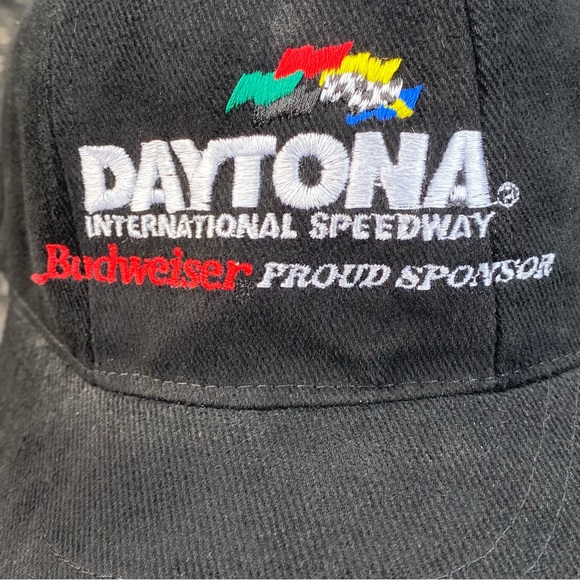 DAYTONA®
INTERNATIONAL SPEEDWAY
Budweiser PROUD SPONSOR